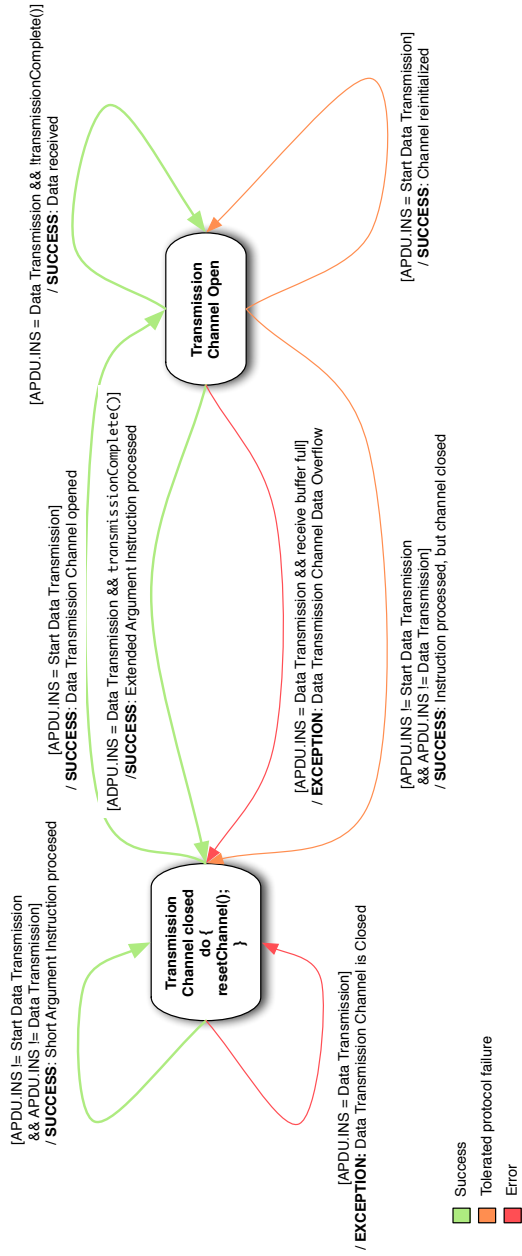 [APDU.INS != Start Data Transmission
&& APDU.INS != Data Transmission]
/ SUCCESS: Short Argument Instruction procesed
[APDU.INS = Start Data Transmission]
/ SUCCESS: Data Transmission Channel opened
[ADPU.INS = Data Transmission && transmissionComplete()]
/SUCCESS: Extended Argument Instruction processed
[APDU.INS = Data Transmission && !transmissionComplete()]
/ SUCCESS: Data received
Transmission
Channel closed
do {
resetChannel();
}
Transmission
Channel Open
[APDU.INS = Data Transmission]
/ EXCEPTION: Data Transmission Channel is Closed
[APDU.INS = Data Transmission && receive buffer full]
/ EXCEPTION: Data Transmission Channel Data Overflow
[APDU.INS != Start Data Transmission
&& APDU.INS != Data Transmission]
/ SUCCESS: Instruction processed, but channel closed
[APDU.INS = Start Data Transmission]
/ SUCCESS: Channel reinitialized
Success
Tolerated protocol failure
Error